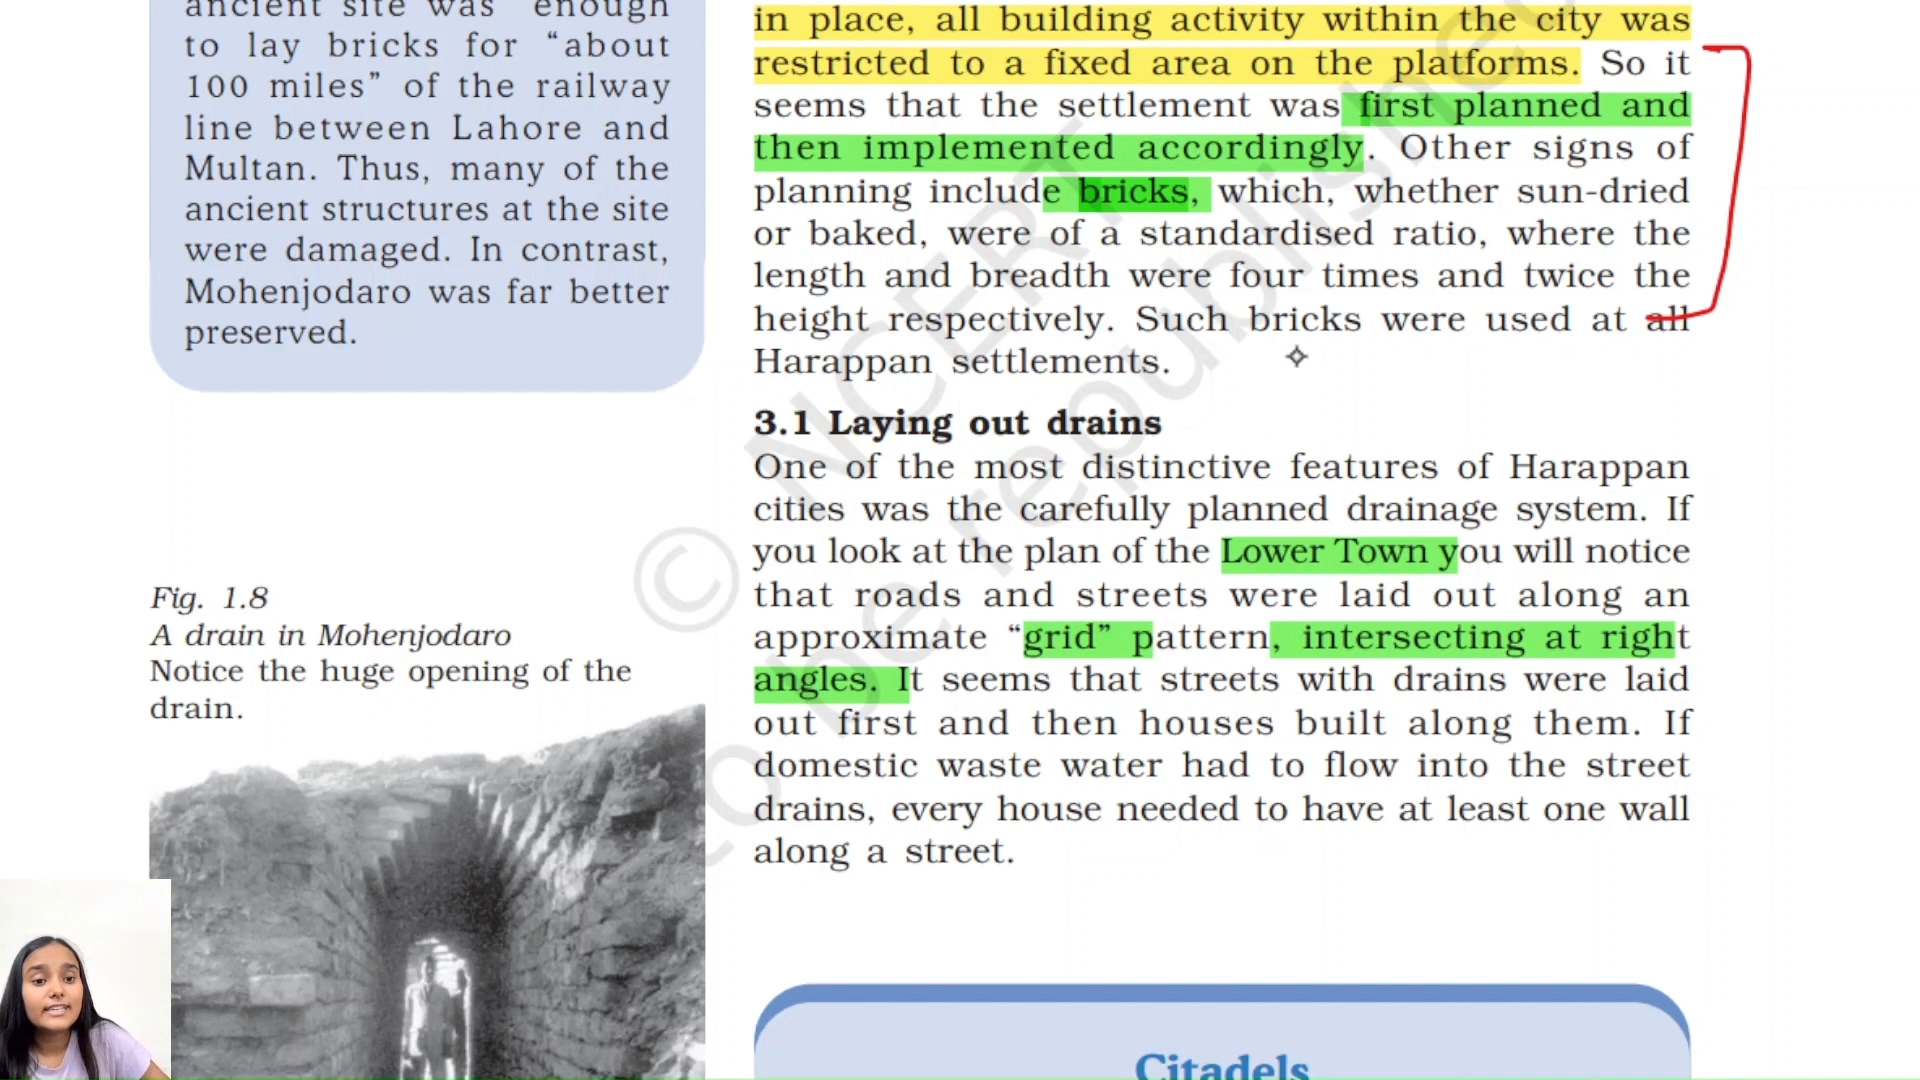 ancient site was "enough
to lay bricks for “about
100 miles” of the railway
line between Lahore and
Multan. Thus, many of the
ancient structures at the site
were damaged. In contrast,
Mohenjodaro was far better
preserved.
Fig. 1.8
A drain in Mohenjodaro
Notice the huge opening of the
drain.
in place, all building activity within the city was
restricted to a fixed area on the platforms. So it
seems that the settlement was first planned and
then implemented accordingly. Other signs of
planning include bricks, which, whether sun-dried
or baked, were of a standardised ratio, where the
length and breadth were four times and twice the
height respectively. Such bricks were used at all
Harappan settlements.
3.1 Laying out drains
One of the most distinctive features of Harappan
cities was the carefully planned drainage system. If
you look at the plan of the Lower Town you will notice
that roads and streets were laid out along an
approximate “grid” pattern, intersecting at right
angles. It seems that streets with drains were laid
out first and then houses built along them. If
domestic waste water had to flow into the street
drains, every house needed to have at least one wall
along a street.
Citadels
© NCERT
to be republished